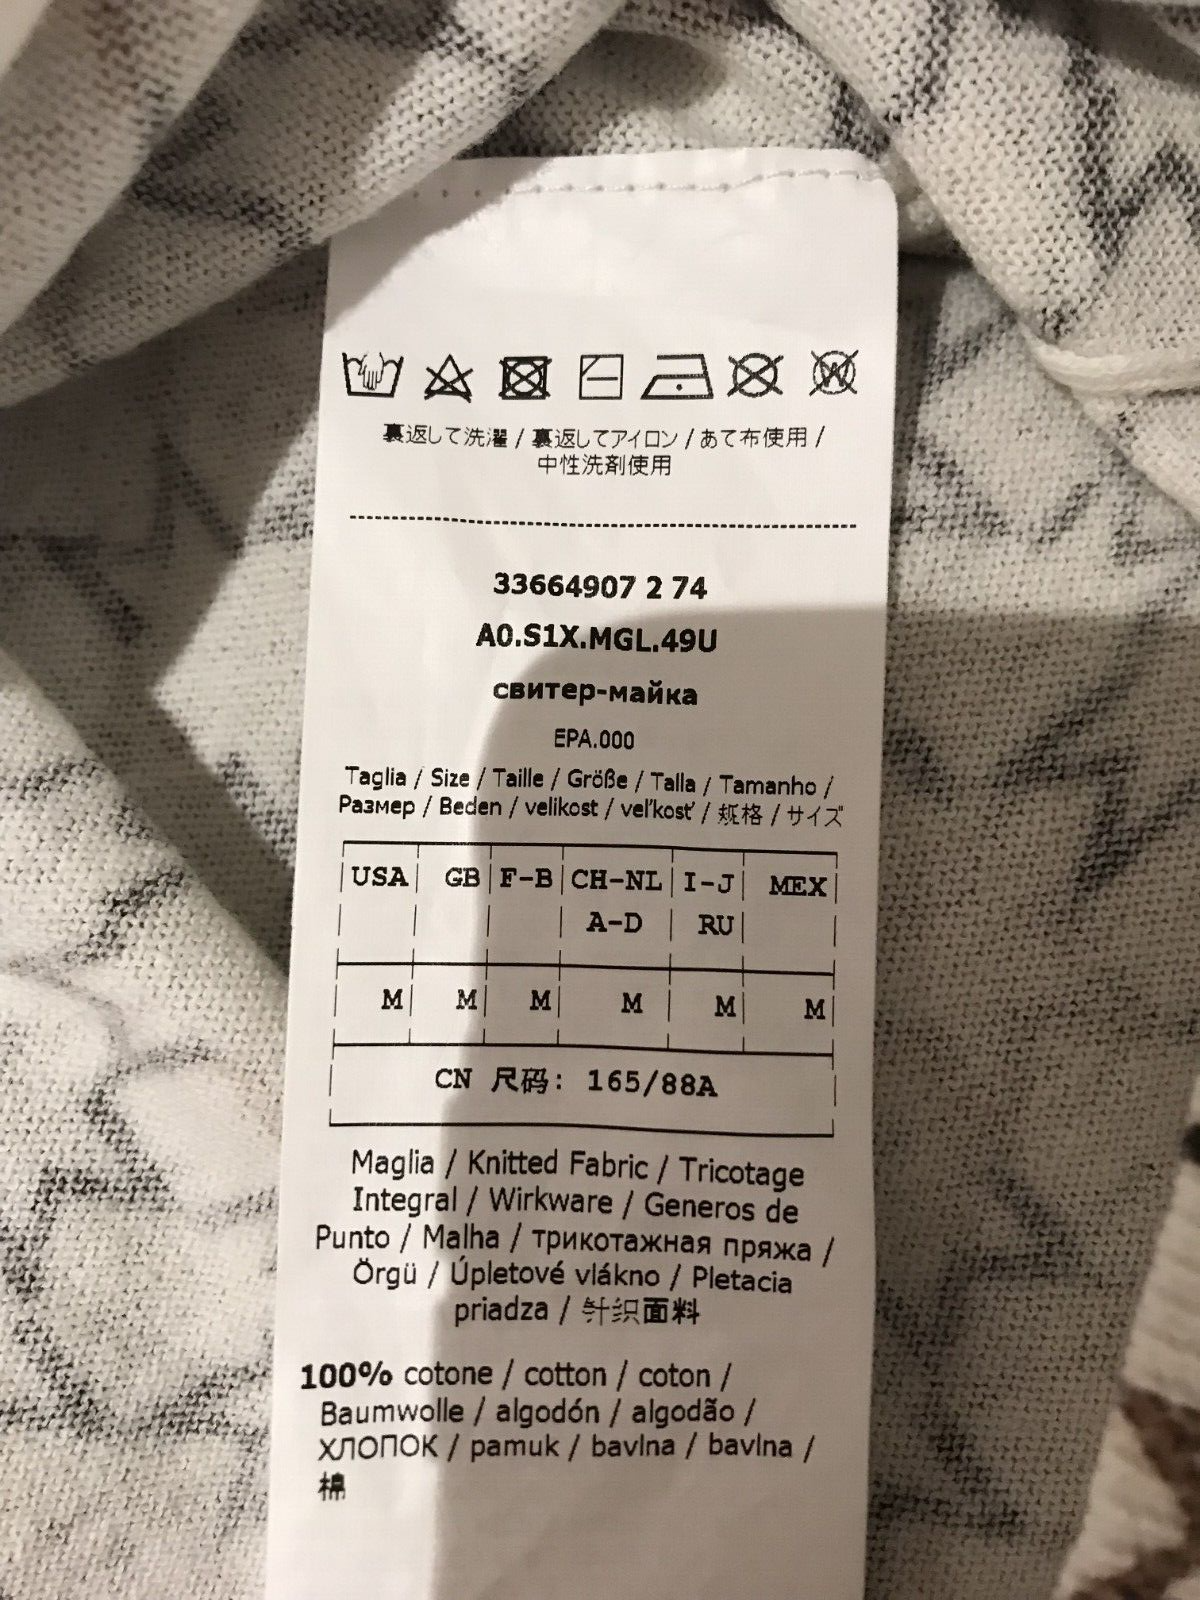 裏返して洗濯 / 裏返してアイロン / あて布使用 /
中性洗剤使用
33664907 2 74
A0.S1X.MGL.49U
свитер-майка
EPA.000
Taglia / Size / Taille / Größe / Talla / Tamanho /
Размер / Beden / velikost / veľkosť / 规格 / サイズ
USA GB F-B CH-NL I-J MEX
A-D RU
M M M M M M
CN 尺码: 165/88A
Maglia / Knitted Fabric / Tricotage
Integral / Wirkware / Generos de
Punto / Malha / трикотажная пряжа /
Örgü / Úpletové vlákno / Pletacia
priadza / 针织面料
100% cotone / cotton / coton /
Baumwolle / algodón / algodão /
ХЛОПОК / pamuk / bavlna / bavlna /
棉